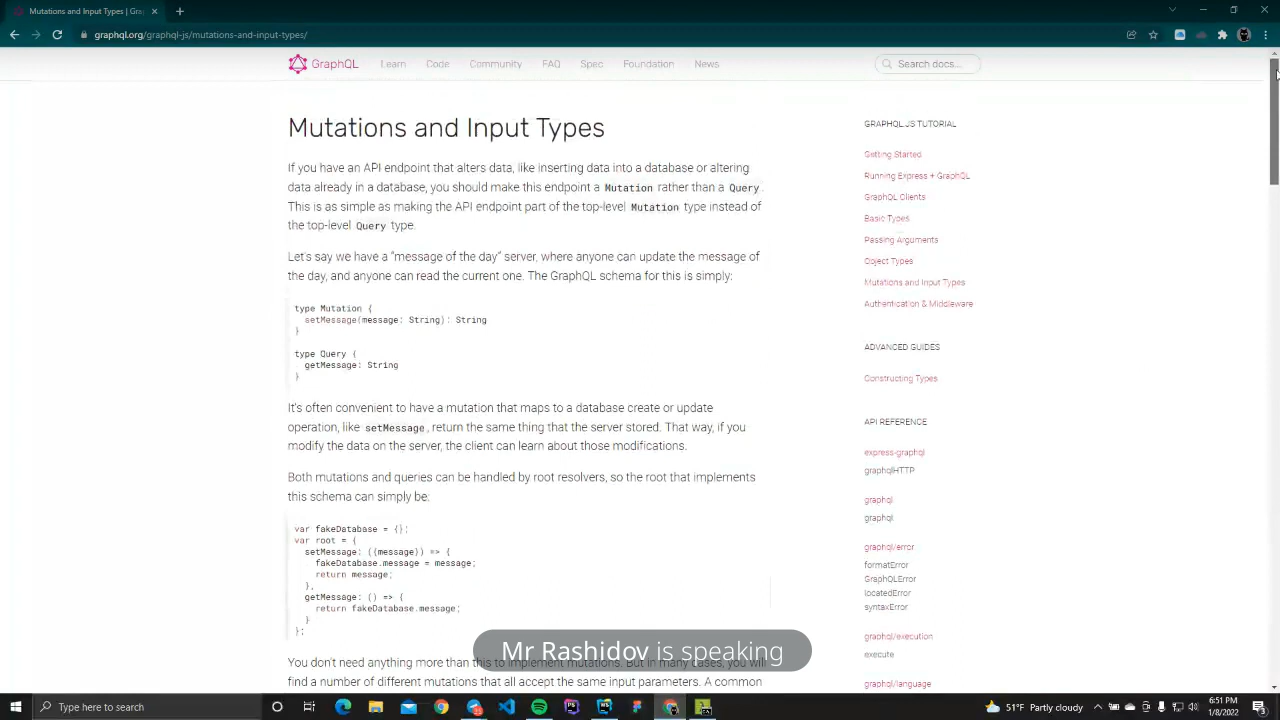 Mutations and Input Types | Gra
graphql.org/graphql-js/mutations-and-input-types/
GraphQL
Learn Code Community FAQ Spec Foundation News
Search docs...
Mutations and Input Types
If you have an API endpoint that alters data, like inserting data into a database or altering
data already in a database, you should make this endpoint a Mutation rather than a Query.
This is as simple as making the API endpoint part of the top-level Mutation type instead of
the top-level Query type.
Let's say we have a “message of the day” server, where anyone can update the message of
the day, and anyone can read the current one. The GraphQL schema for this is simply:
type Mutation {
setMessage(message: String): String
}
type Query {
getMessage: String
}
It's often convenient to have a mutation that maps to a database create or update
operation, like setMessage, return the same thing that the server stored. That way, if you
modify the data on the server, the client can learn about those modifications.
Both mutations and queries can be handled by root resolvers, so the root that implements
this schema can simply be:
var fakeDatabase = {};
var root = {
setMessage: ({message}) => {
fakeDatabase.message = message;
return message;
},
getMessage: () => {
return fakeDatabase.message;
}
};
You don't need anything more than this to implement mutations. But in many cases, you will
find a number of different mutations that all accept the same input parameters. A common
GRAPHQL.JS TUTORIAL
Getting Started
Running Express + GraphQL
GraphQL Clients
Basic Types
Passing Arguments
Object Types
Mutations and Input Types
Authentication & Middleware
ADVANCED GUIDES
Constructing Types
API REFERENCE
express-graphql
graphqlHTTP
graphql
graphql
graphql/error
formatError
GraphQLError
locatedError
syntaxError
graphql/execution
execute
graphql/language
Mr Rashidov is speaking
Type here to search
51°F Partly cloudy
6:51 PM
1/8/2022